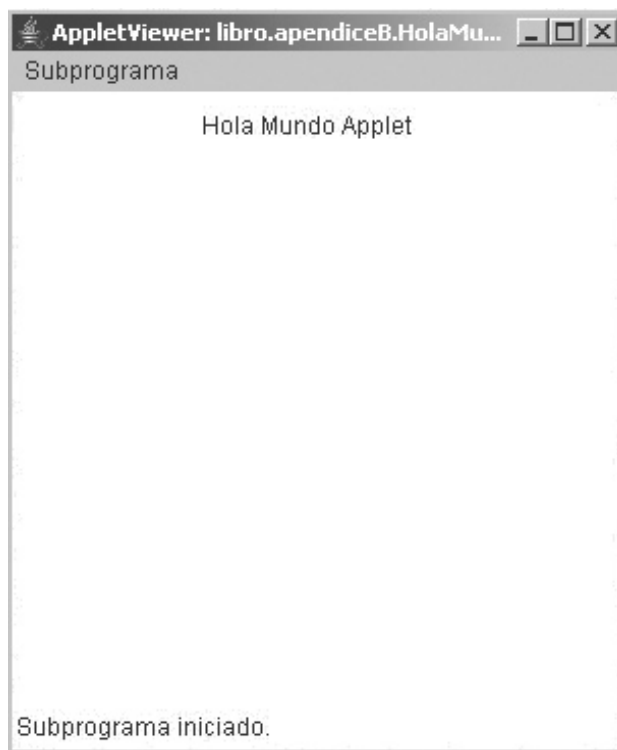 AppletViewer: libro.apendiceB.HolaMu...
Subprograma
Hola Mundo Applet
Subprograma iniciado.